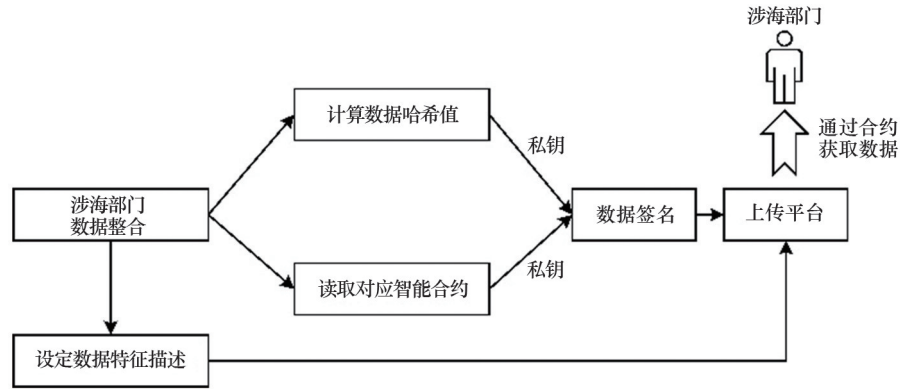 涉海部门
计算数据哈希值
通过合约
获取数据
私钥
涉海部门
数据整合
数据签名
上传平台
私钥
读取对应智能合约
设定数据特征描述